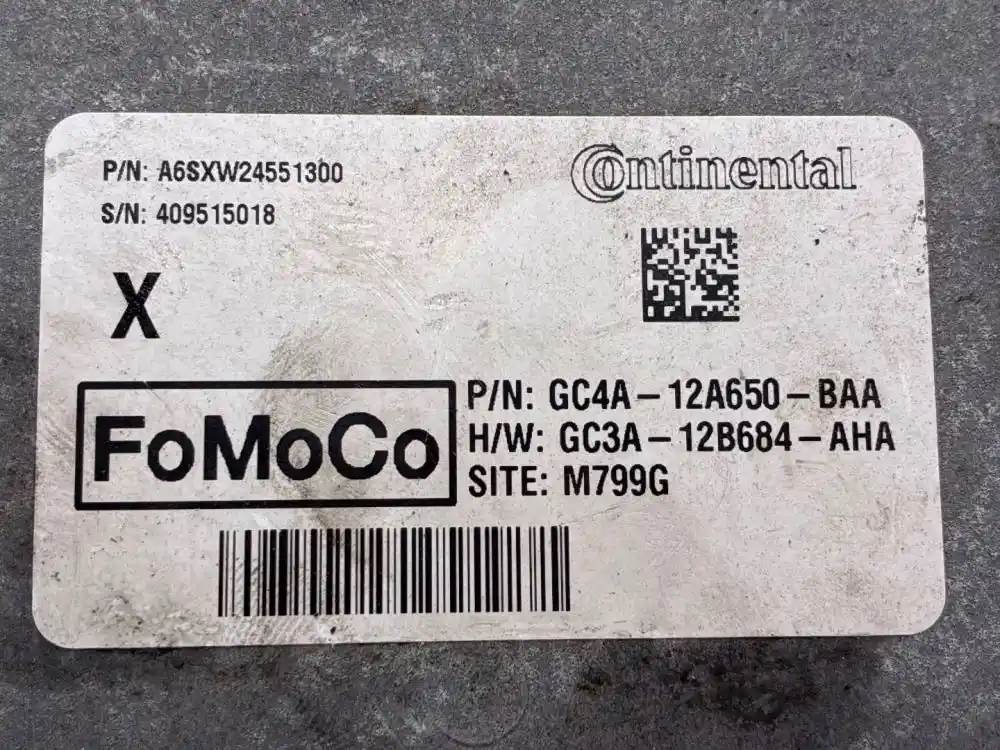 P/N: A6SXW24551300
S/N: 409515018
Continental
X
FoMoCo
P/N: GC4A-12A650-BAA
H/W: GC3A-12B684-AHA
SITE: M799G